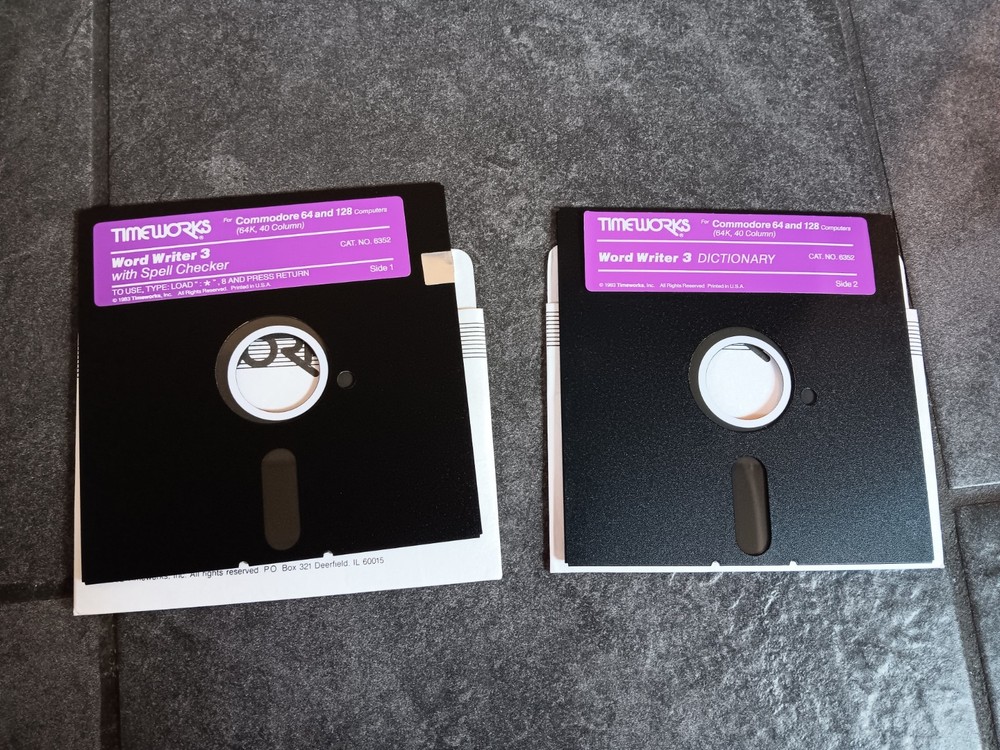 TIMEWORKS®
For Commodore 64 and 128 Computers
(64K, 40 Column)
Word Writer 3
with Spell Checker
CAT. NO. 6352
Side 1
TO USE, TYPE: LOAD " : * " , 8 AND PRESS RETURN
© 1983 Timeworks, Inc. All Rights Reserved. Printed in U.S.A.
Inc. All rights reserved P.O. Box 321 Deerfield, IL 60015
TIMEWORKS®
For Commodore 64 and 128 Computers
(64K, 40 Column)
Word Writer 3 DICTIONARY
CAT. NO. 6352
Side 2
© 1983 Timeworks, Inc. All Rights Reserved. Printed in U.S.A.